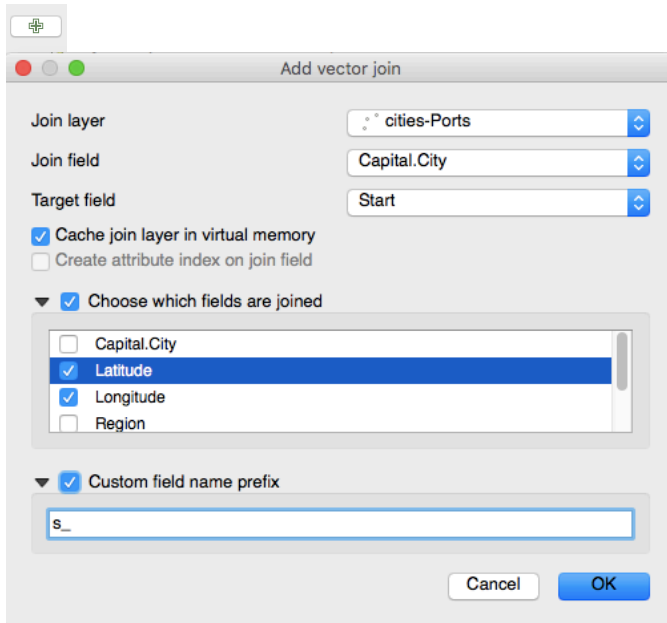 Add vector join
Join layer cities-Ports
Join field Capital.City
Target field Start
Cache join layer in virtual memory
Create attribute index on join field
Choose which fields are joined
Capital.City
Latitude
Longitude
Region
Custom field name prefix
s_
Cancel OK